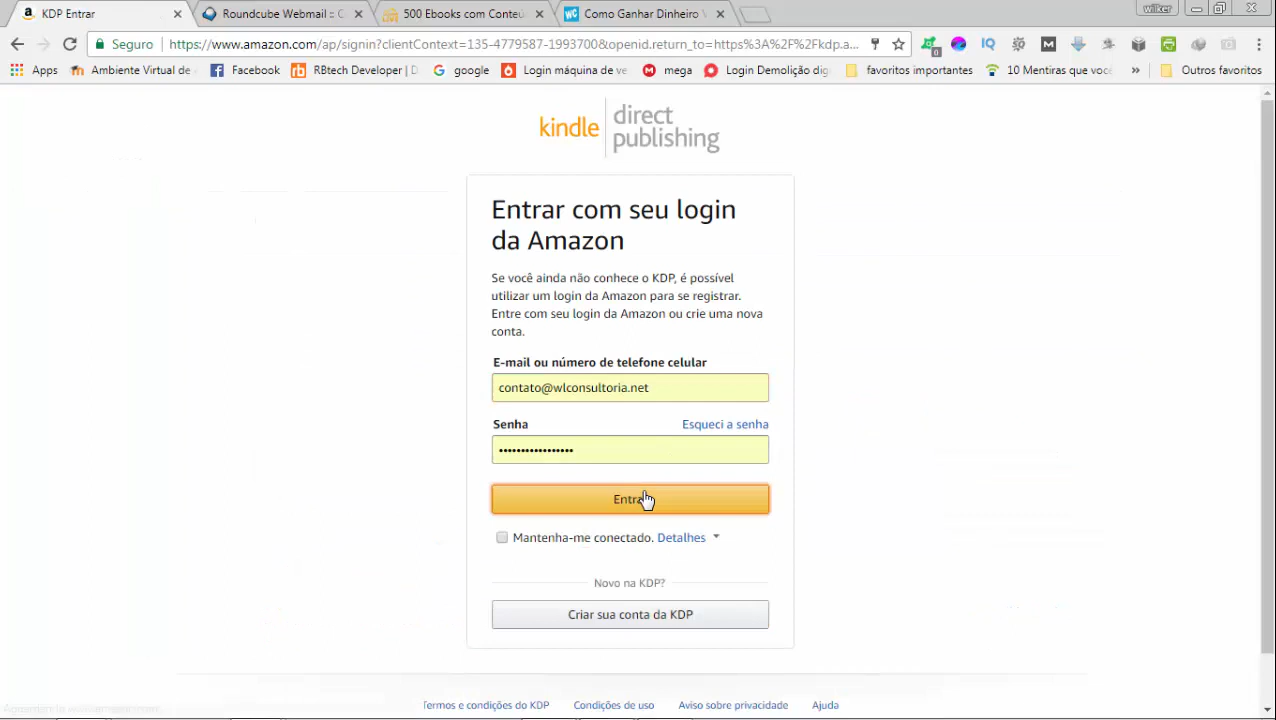 KDP Entrar
Roundcube Webmail :: C
500 Ebooks com Conteú
Como Ganhar Dinheiro
wilker
Seguro
https://www.amazon.com/ap/signin?clientContext=135-4779587-1993700&openid.return_to=https%3A%2F%2Fkdp.a...
Apps
Ambiente Virtual de
Facebook
RBtech Developer | D
google
Login máquina de ve
mega
Login Demolição dig
favoritos importantes
10 Mentiras que você
Outros favoritos
kindle direct publishing
Entrar com seu login
da Amazon
Se você ainda não conhece o KDP, é possível
utilizar um login da Amazon para se registrar.
Entre com seu login da Amazon ou crie uma nova
conta.
E-mail ou número de telefone celular
contato@wlconsultoria.net
Senha Esqueci a senha
•••••••••••••••••
Entrar
Mantenha-me conectado. Detalhes
Novo na KDP?
Criar sua conta da KDP
Termos e condições do KDP Condições de uso Aviso sobre privacidade Ajuda